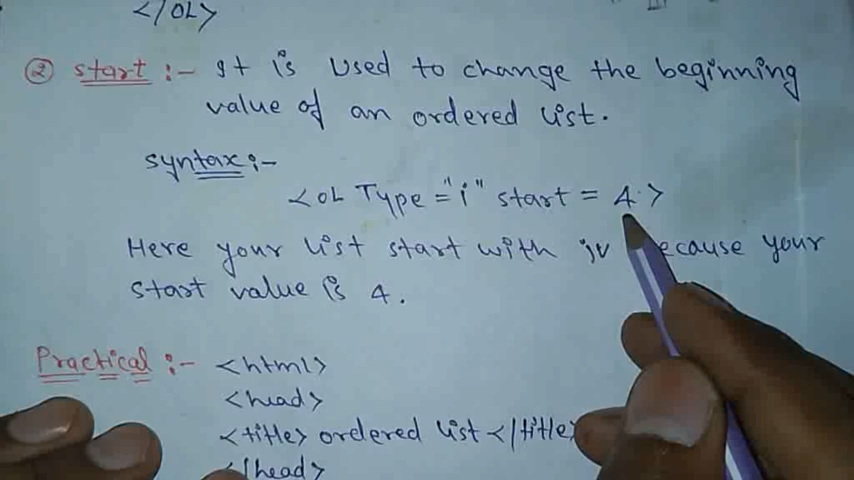 </OL>
② start :- It is used to change the beginning
value of an ordered list.
syntax :-
<OL Type="i" start = 4>
Here your list start with iv because your
start value is 4.
Practical :- <html>
<head>
<title> ordered list </title>
</head>